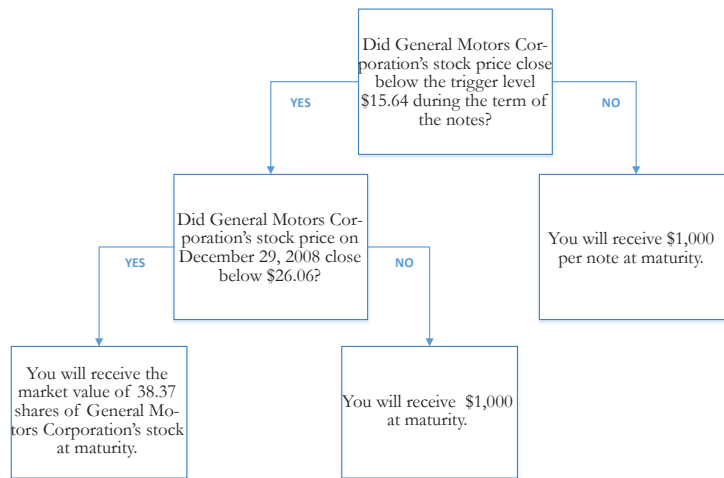 Did General Motors Cor-
poration's stock price close
below the trigger level
$15.64 during the term of
the notes?
YES
NO
Did General Motors Cor-
poration's stock price on
December 29, 2008 close
below $26.06?
You will receive $1,000
per note at maturity.
YES
NO
You will receive the
market value of 38.37
shares of General Mo-
tors Corporation's stock
at maturity.
You will receive $1,000
at maturity.